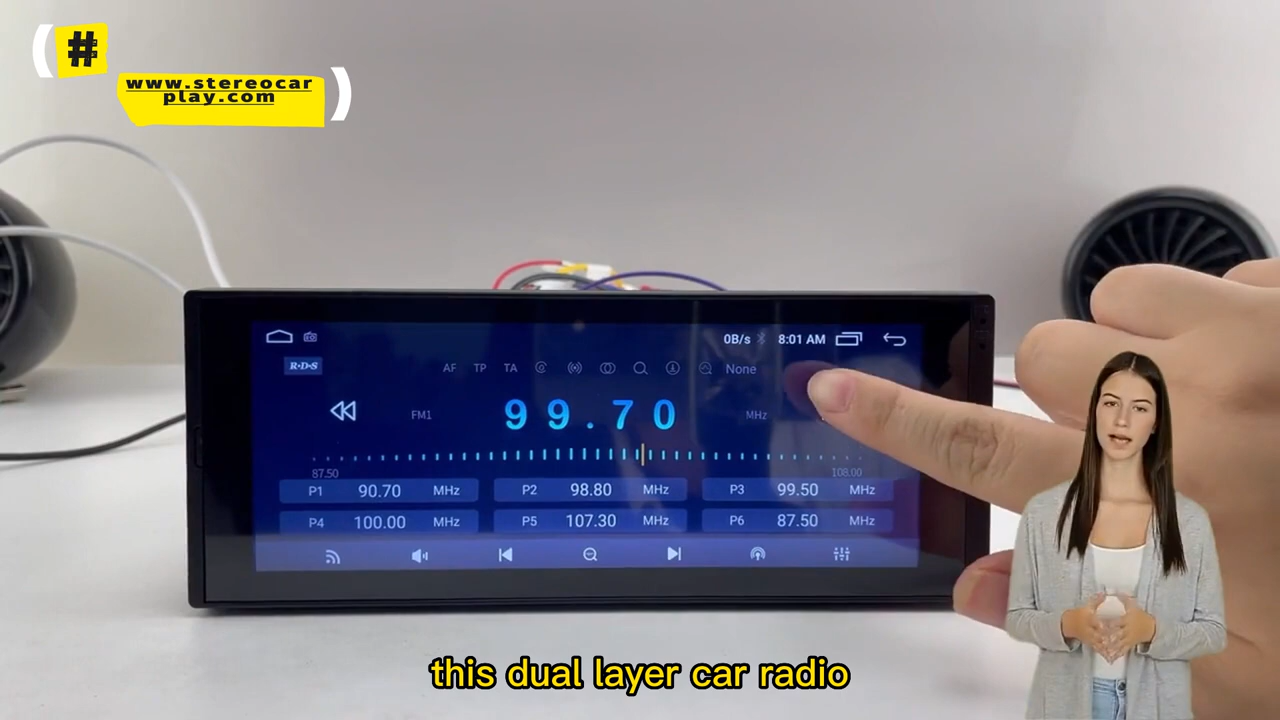 #
www.stereocar
play.com
0B/s 8:01 AM
R·D·S
AF TP TA None
FM1 99.70 MHz
87.50 108.00
P1 90.70 MHz P2 98.80 MHz P3 99.50 MHz
P4 100.00 MHz P5 107.30 MHz P6 87.50 MHz
this dual layer car radio